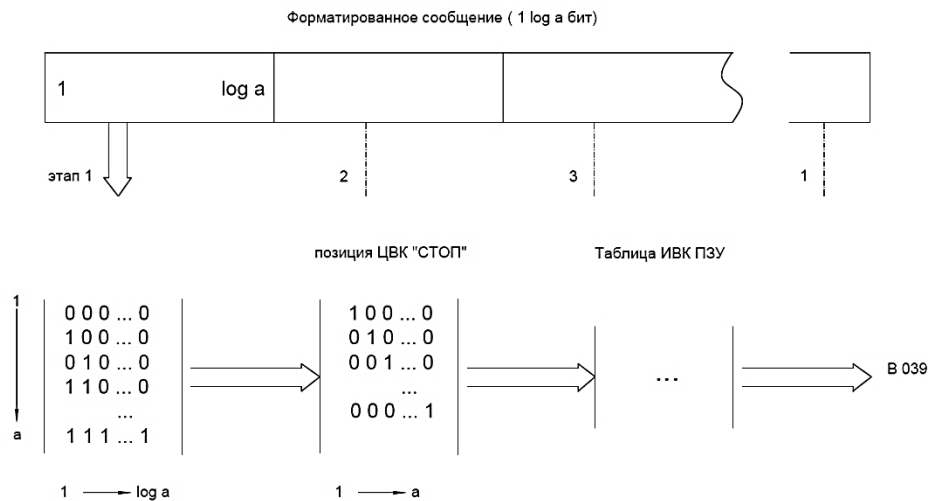 Форматированное сообщение ( 1 log a бит)
1 log a
этап 1
2
3
1
позиция ЦВК "СТОП"
Таблица ИВК ПЗУ
1
0 0 0 ... 0
1 0 0 ... 0
0 1 0 ... 0
1 1 0 ... 0
...
1 1 1 ... 1
a
1 0 0 ... 0
0 1 0 ... 0
0 0 1 ... 0
...
0 0 0 ... 1
...
В 039
1 log a
1 a